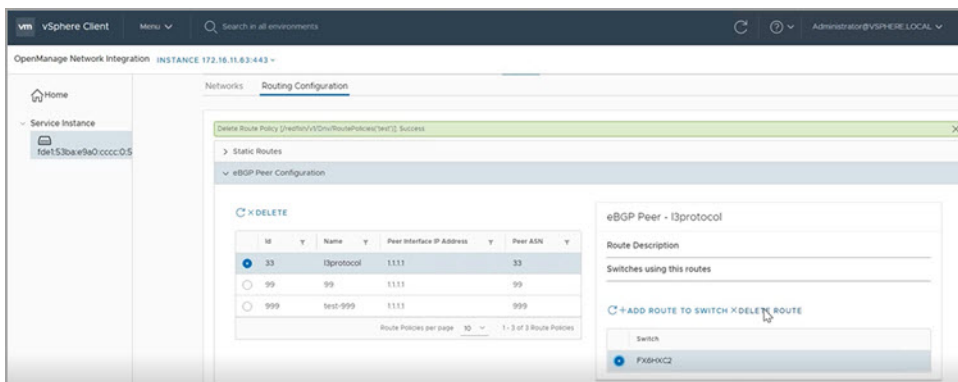 vm vSphere Client Menu Search in all environments Administrator@VSPHERE.LOCAL
OpenManage Network Integration INSTANCE 172.16.11.63:443
Home
Service Instance
fde1:53ba:e9a0:cccc:0:5
Networks Routing Configuration
Delete Route Policy [/redfish/v1/Dnv/RoutePolicies('test')]: Success
Static Routes
eBGP Peer Configuration
DELETE
Id Name Peer Interface IP Address Peer ASN
33 l3protocol 1.1.1.1 33
99 99 1.1.1.1 99
999 test-999 1.1.1.1 999
Route Policies per page 10 1 - 3 of 3 Route Policies
eBGP Peer - l3protocol
Route Description
Switches using this routes
ADD ROUTE TO SWITCH DELETE ROUTE
Switch
FX6HXC2